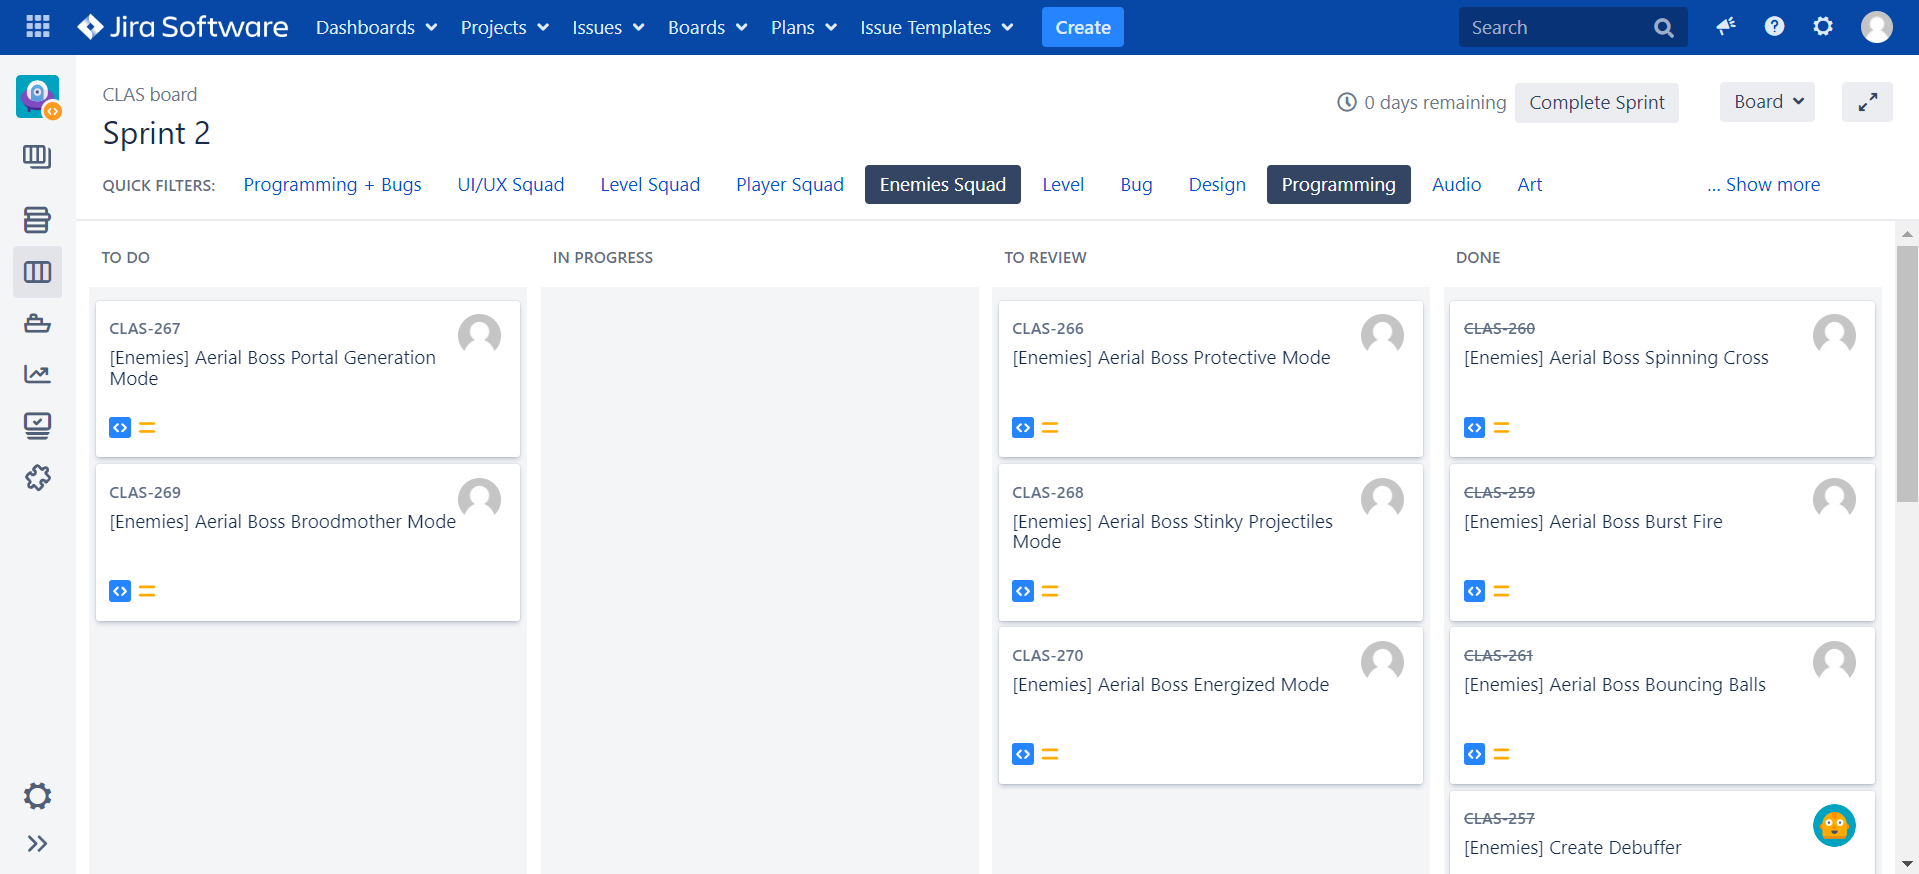 Jira Software Dashboards Projects Issues Boards Plans Issue Templates Create Search
CLAS board
Sprint 2
0 days remaining Complete Sprint Board
QUICK FILTERS: Programming + Bugs UI/UX Squad Level Squad Player Squad Enemies Squad Level Bug Design Programming Audio Art ... Show more
TO DO
CLAS-267
[Enemies] Aerial Boss Portal Generation
Mode
CLAS-269
[Enemies] Aerial Boss Broodmother Mode
IN PROGRESS
TO REVIEW
CLAS-266
[Enemies] Aerial Boss Protective Mode
CLAS-268
[Enemies] Aerial Boss Stinky Projectiles
Mode
CLAS-270
[Enemies] Aerial Boss Energized Mode
DONE
CLAS-260
[Enemies] Aerial Boss Spinning Cross
CLAS-259
[Enemies] Aerial Boss Burst Fire
CLAS-261
[Enemies] Aerial Boss Bouncing Balls
CLAS-257
[Enemies] Create Debuffer